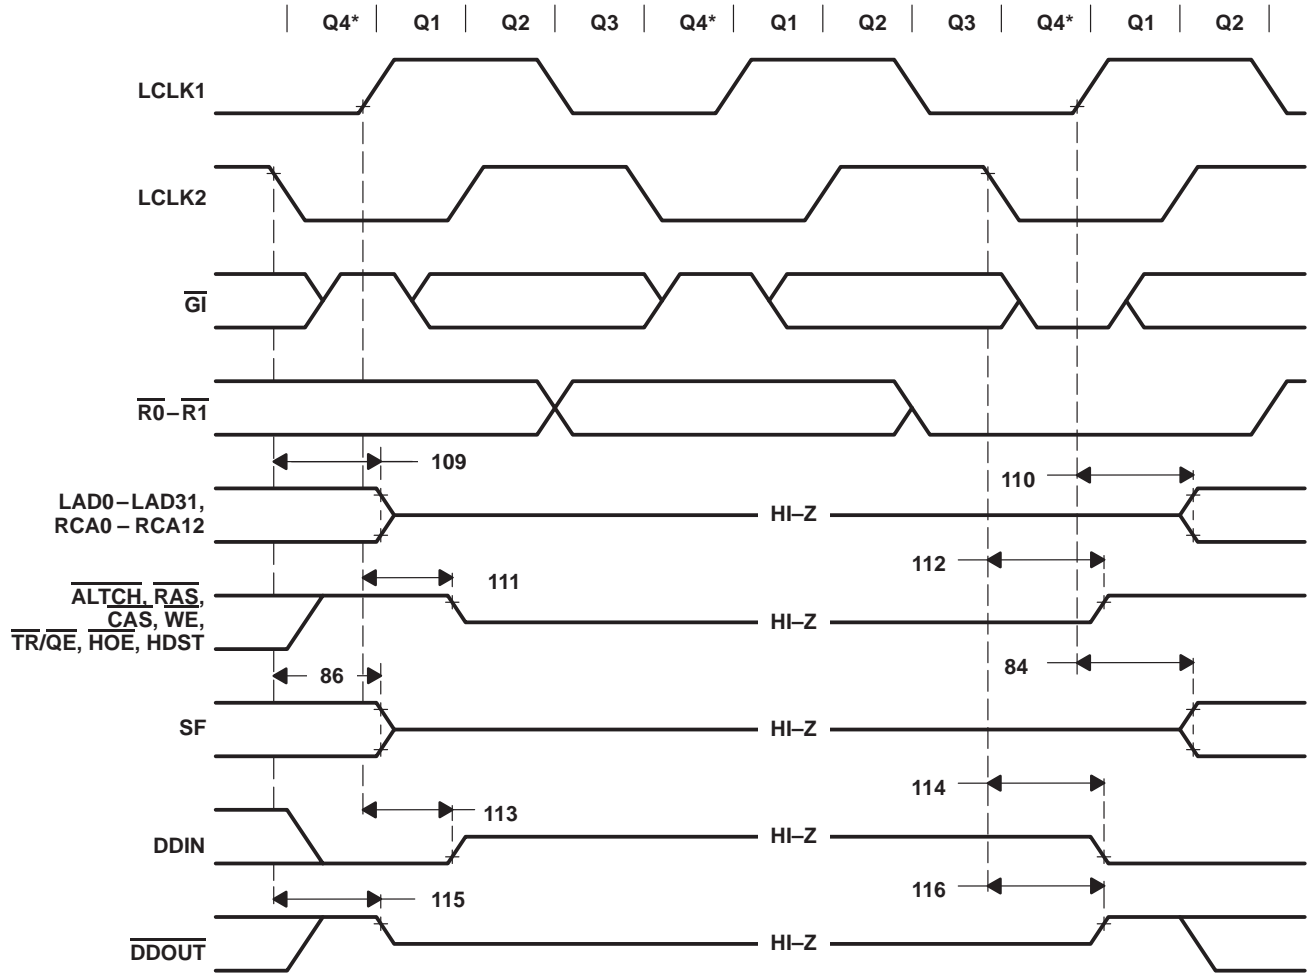 Q4* Q1 Q2 Q3 Q4* Q1 Q2 Q3 Q4* Q1 Q2
LCLK1
LCLK2
GI
R0–R1
109
110
LAD0–LAD31,
RCA0 – RCA12
HI–Z
112
111
ALTCH, RAS,
CAS, WE,
TR/QE, HOE, HDST
HI–Z
84
86
SF
HI–Z
114
113
DDIN
HI–Z
116
115
DDOUT
HI–Z